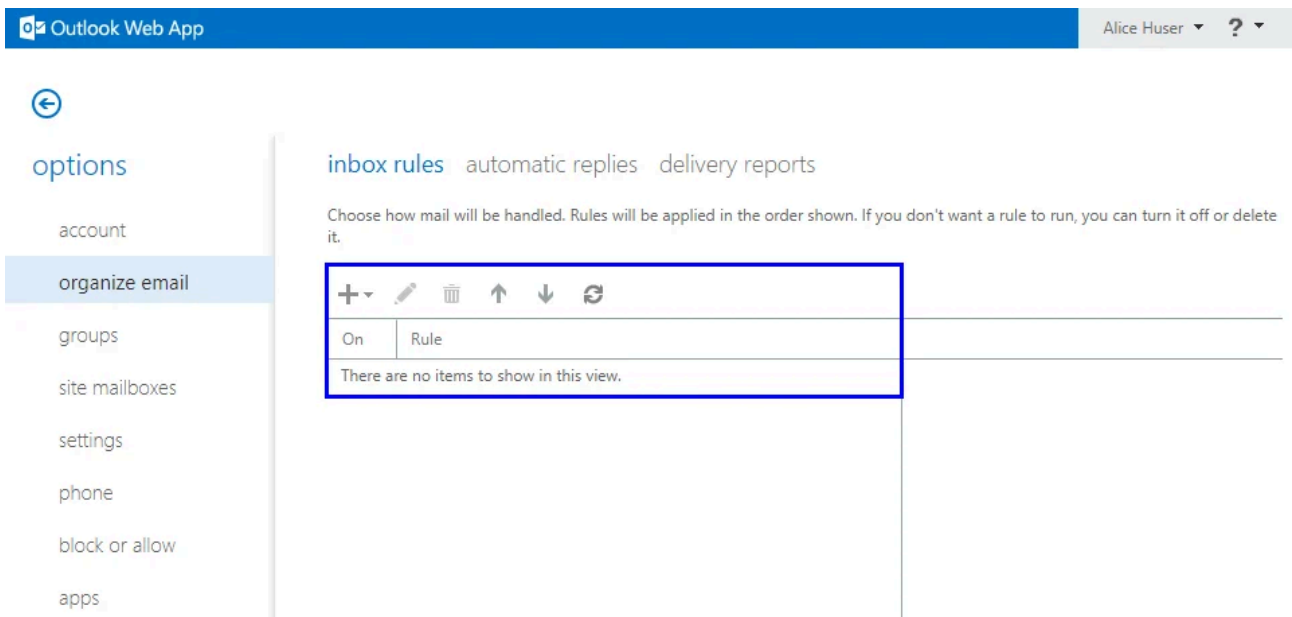 Outlook Web App
Alice Huser ?
options
account
organize email
groups
site mailboxes
settings
phone
block or allow
apps
inbox rules automatic replies delivery reports
Choose how mail will be handled. Rules will be applied in the order shown. If you don't want a rule to run, you can turn it off or delete
it.
On Rule
There are no items to show in this view.